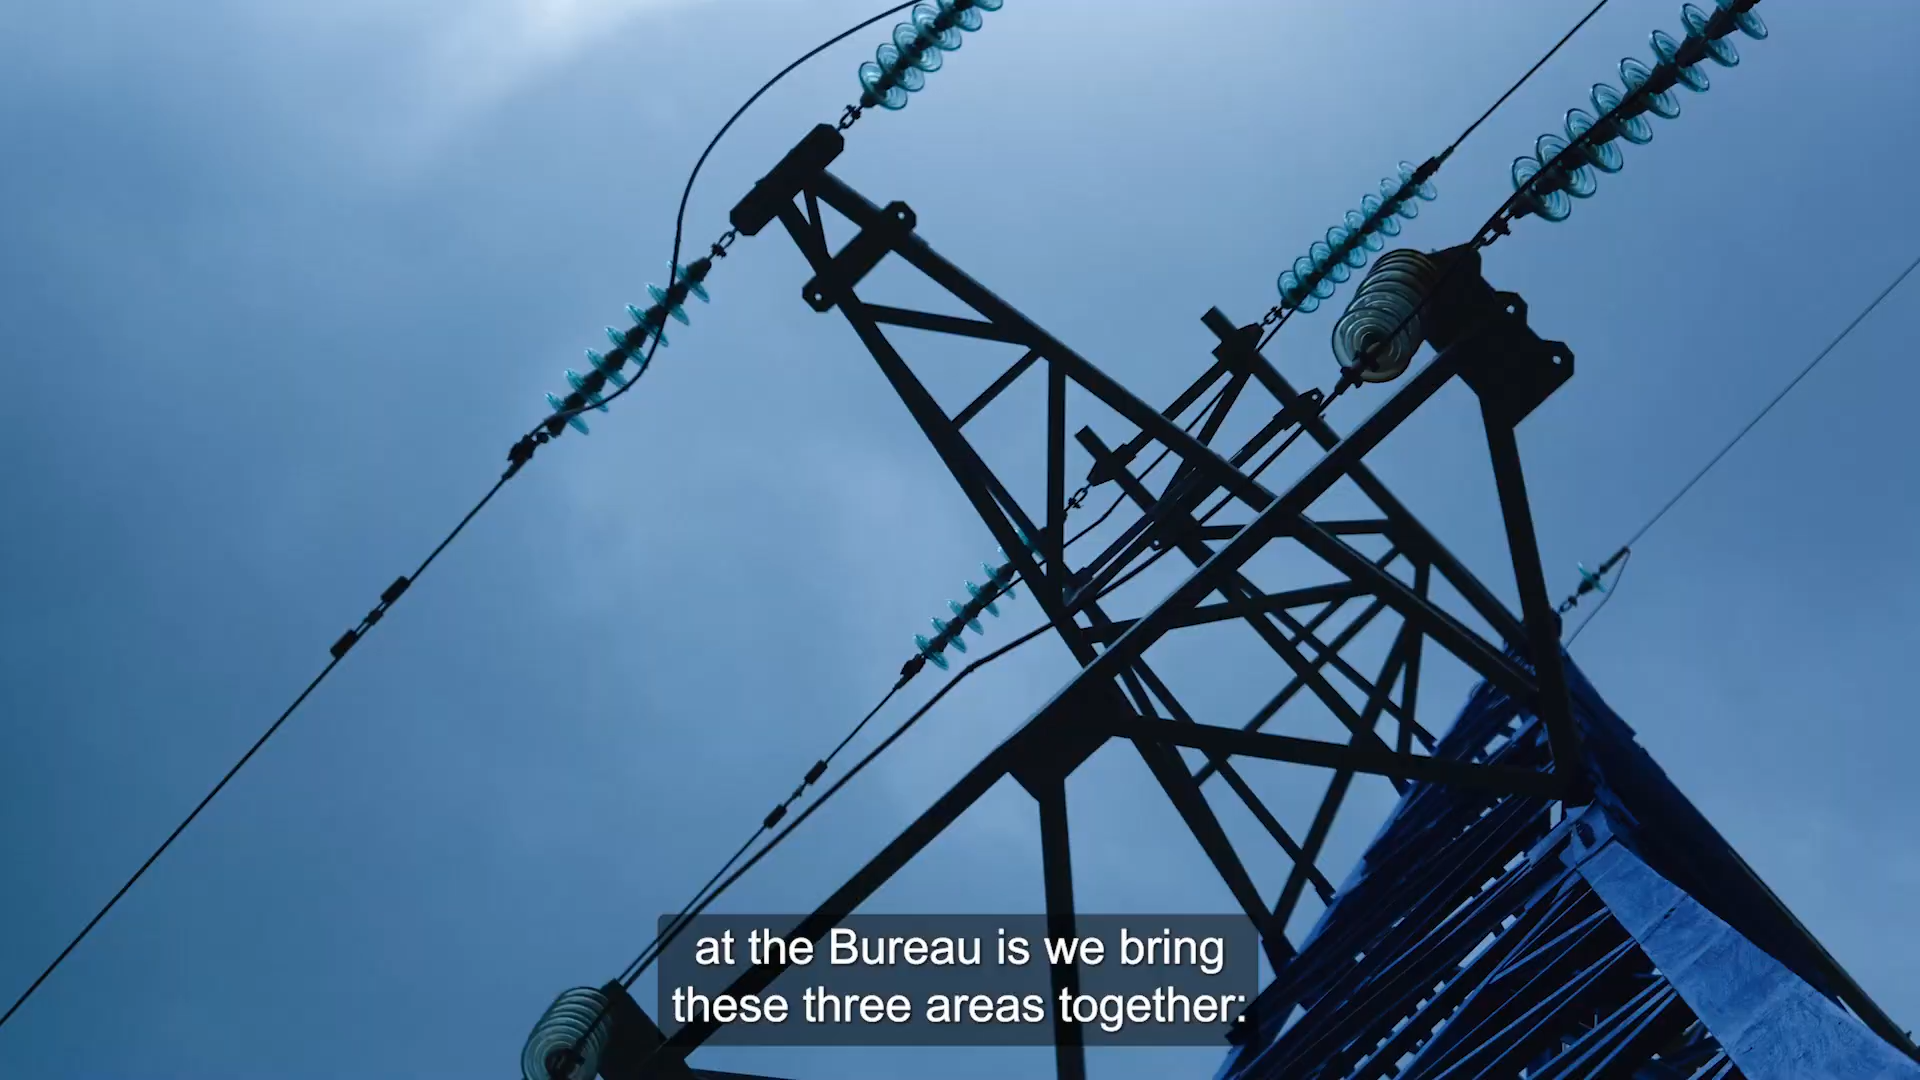 at the Bureau is we bring
these three areas together: